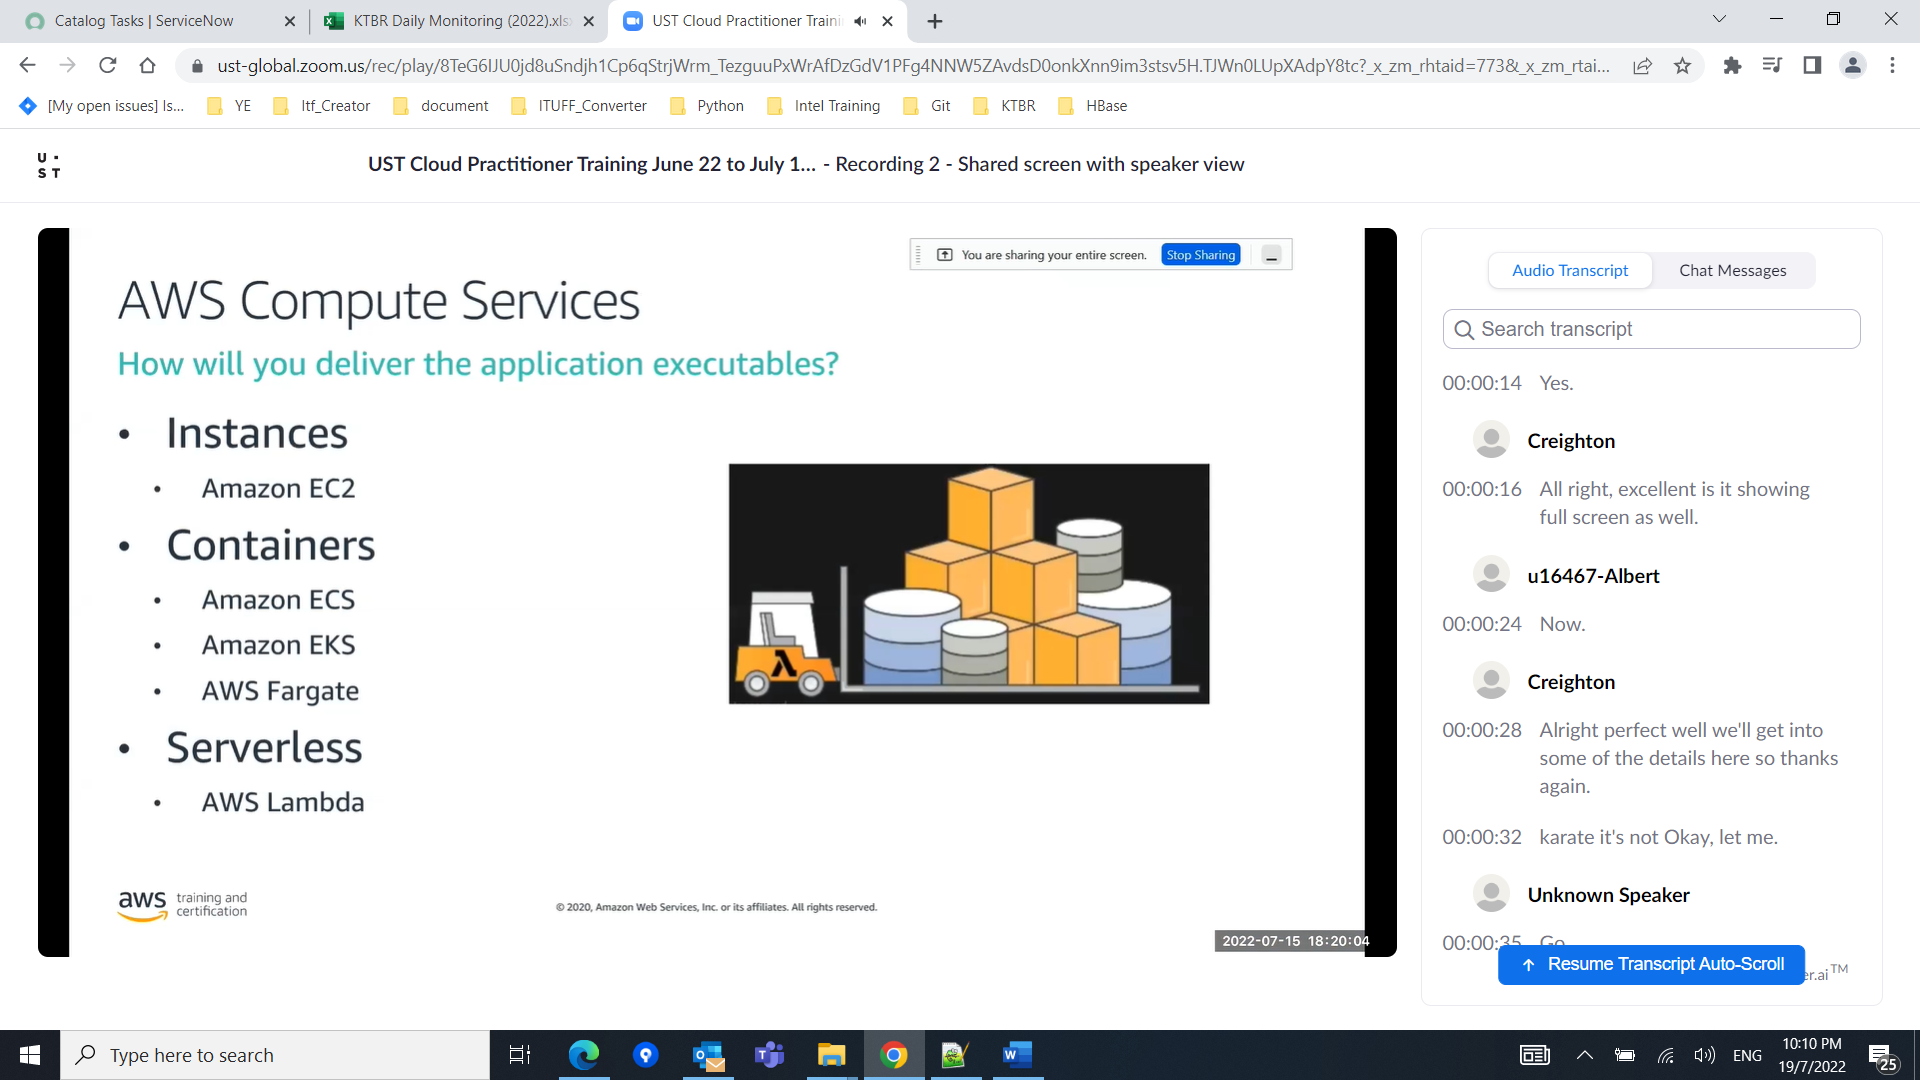 Catalog Tasks | ServiceNow
KTBR Daily Monitoring (2022).xls
UST Cloud Practitioner Traini
ust-global.zoom.us/rec/play/8TeG6IJU0jd8uSndjh1Cp6qStrjWrm_TezguuPxWrAfDzGdV1PFg4NNW5ZAvdsD0onkXnn9im3stsv5H.TJWn0LUpXAdpY8tc?_x_zm_rhtaid=773&_x_zm_rtai...
[My open issues] Is...
YE
Itf_Creator
document
ITUFF_Converter
Python
Intel Training
Git
KTBR
HBase
U·
ST
UST Cloud Practitioner Training June 22 to July 1... - Recording 2 - Shared screen with speaker view
You are sharing your entire screen.
Stop Sharing
AWS Compute Services
How will you deliver the application executables?
• Instances
• Amazon EC2
• Containers
• Amazon ECS
• Amazon EKS
• AWS Fargate
• Serverless
• AWS Lambda
aws training and
certification
© 2020, Amazon Web Services, Inc. or its affiliates. All rights reserved.
2022-07-15 18:20:04
Audio Transcript
Chat Messages
Search transcript
00:00:14 Yes.
Creighton
00:00:16 All right, excellent is it showing
full screen as well.
u16467-Albert
00:00:24 Now.
Creighton
00:00:28 Alright perfect well we'll get into
some of the details here so thanks
again.
00:00:32 karate it's not Okay, let me.
Unknown Speaker
00:00:35 Go
Resume Transcript Auto-Scroll
er.ai™
Type here to search
ENG
10:10 PM
19/7/2022
25